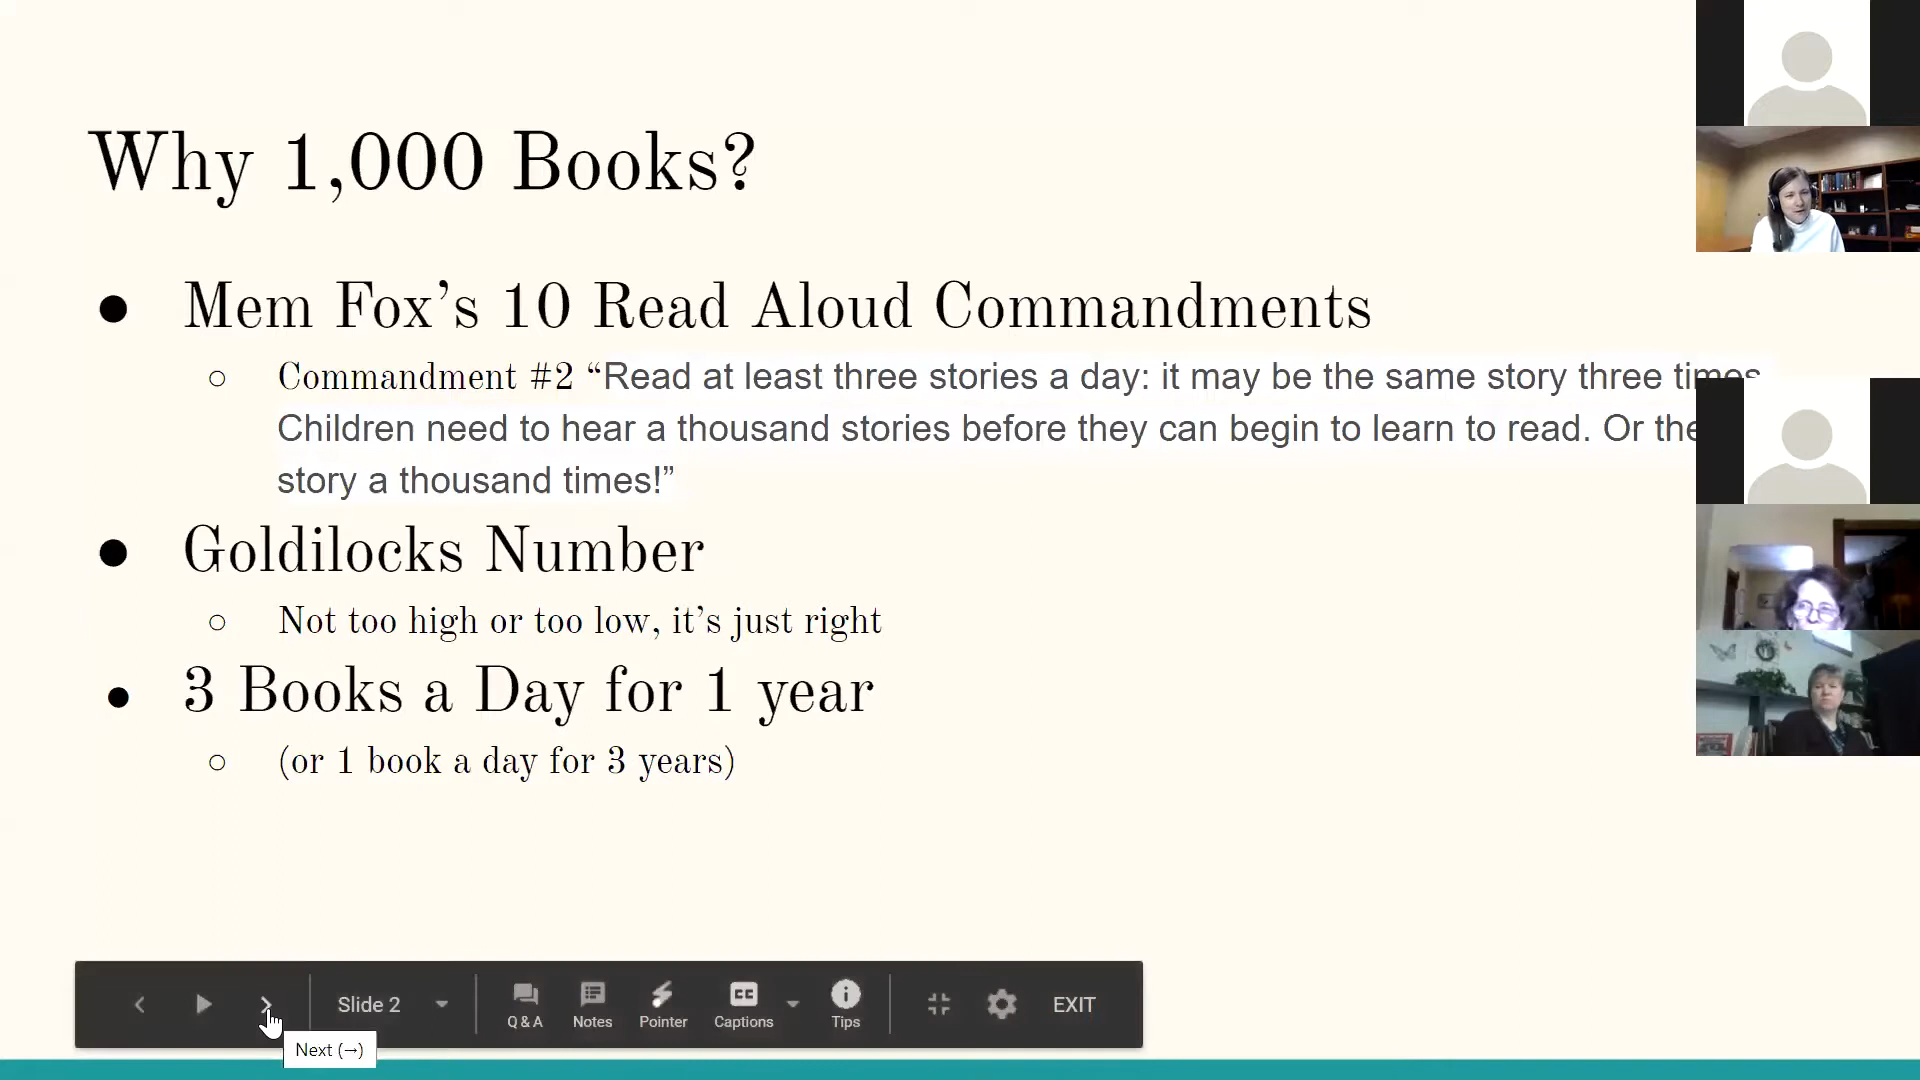 Why 1,000 Books?
● Mem Fox’s 10 Read Aloud Commandments
○ Commandment #2 “Read at least three stories a day: it may be the same story three times.
Children need to hear a thousand stories before they can begin to learn to read. Or the
story a thousand times!”
● Goldilocks Number
○ Not too high or too low, it’s just right
● 3 Books a Day for 1 year
○ (or 1 book a day for 3 years)
Slide 2
Q & A
Notes
Pointer
Captions
Tips
EXIT
Next (→)